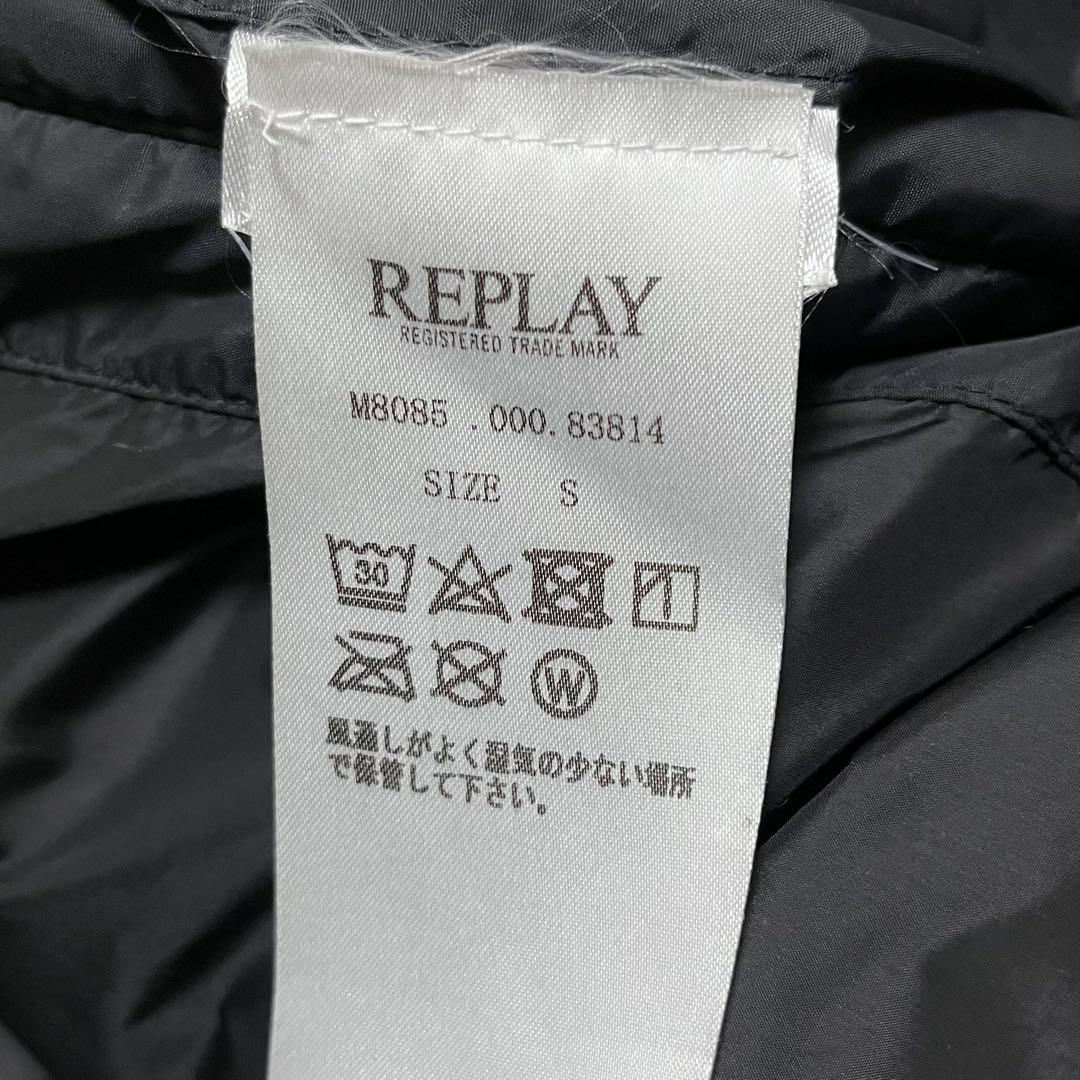 REPLAY
REGISTERED TRADE MARK
M8085 .000.83814
SIZE S
30
W
風通しがよく湿気の少ない場所
で保管して下さい。